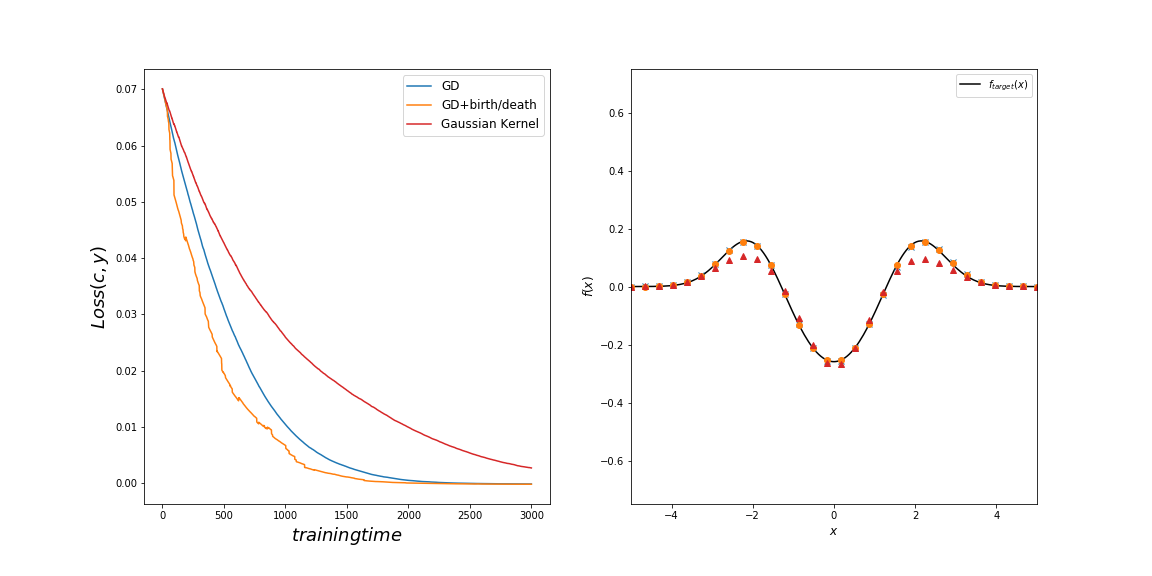 0.07
0.06
0.05
0.04
0.03
0.02
0.01
0.00
Loss(c, y)
GD
GD+birth/death
Gaussian Kernel
0 500 1000 1500 2000 2500 3000
trainingtime
0.6
0.4
0.2
0.0
−0.2
−0.4
−0.6
f(x)
f_target(x)
−4 −2 0 2 4
x